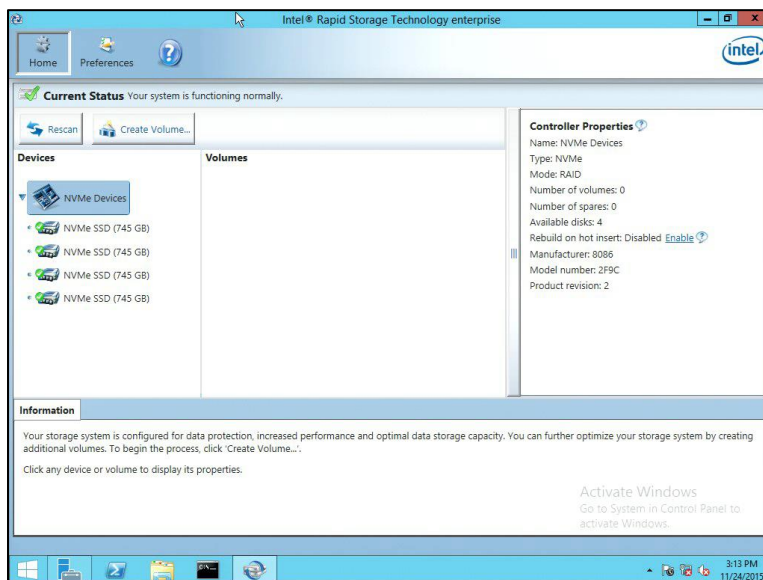 Intel® Rapid Storage Technology enterprise
Home
Preferences
?
intel
Current Status Your system is functioning normally.
Rescan
Create Volume...
Devices
NVMe Devices
NVMe SSD (745 GB)
NVMe SSD (745 GB)
NVMe SSD (745 GB)
NVMe SSD (745 GB)
Volumes
Controller Properties ?
Name: NVMe Devices
Type: NVMe
Mode: RAID
Number of volumes: 0
Number of spares: 0
Available disks: 4
Rebuild on hot insert: Disabled Enable ?
Manufacturer: 8086
Model number: 2F9C
Product revision: 2
Information
Your storage system is configured for data protection, increased performance and optimal data storage capacity. You can further optimize your storage system by creating
additional volumes. To begin the process, click 'Create Volume...'.
Click any device or volume to display its properties.
Activate Windows
Go to System in Control Panel to
activate Windows.
3:13 PM
11/24/2015